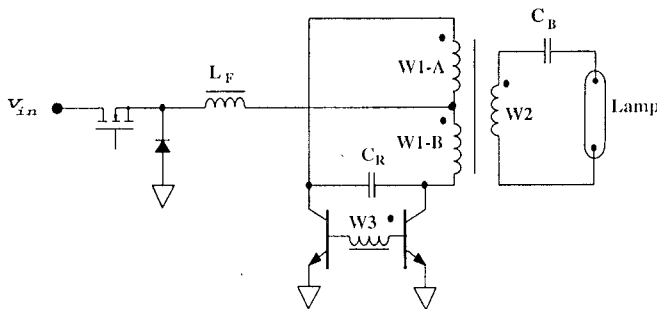 C_B
W1-A
L_F
V_in
W2
Lamp
W1-B
C_R
W3